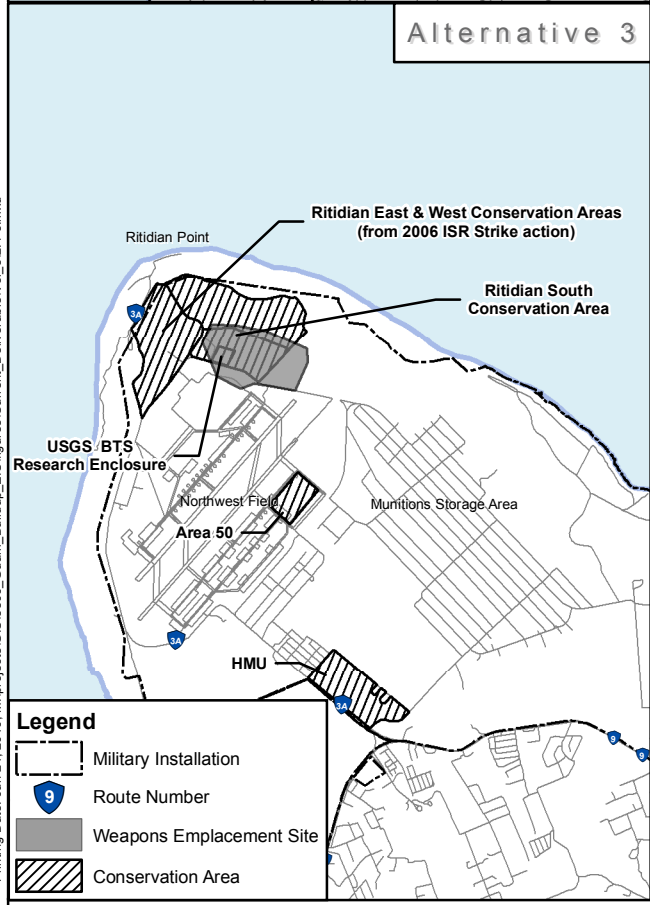 Alternative 3
Ritidian East & West Conservation Areas
(from 2006 ISR Strike action)
Ritidian Point
Ritidian South
Conservation Area
3A
USGS BTS
Research Enclosure
Northwest Field
Munitions Storage Area
Area 50
3A
HMU
3A
9
9
Legend
Military Installation
9
Route Number
Weapons Emplacement Site
Conservation Area